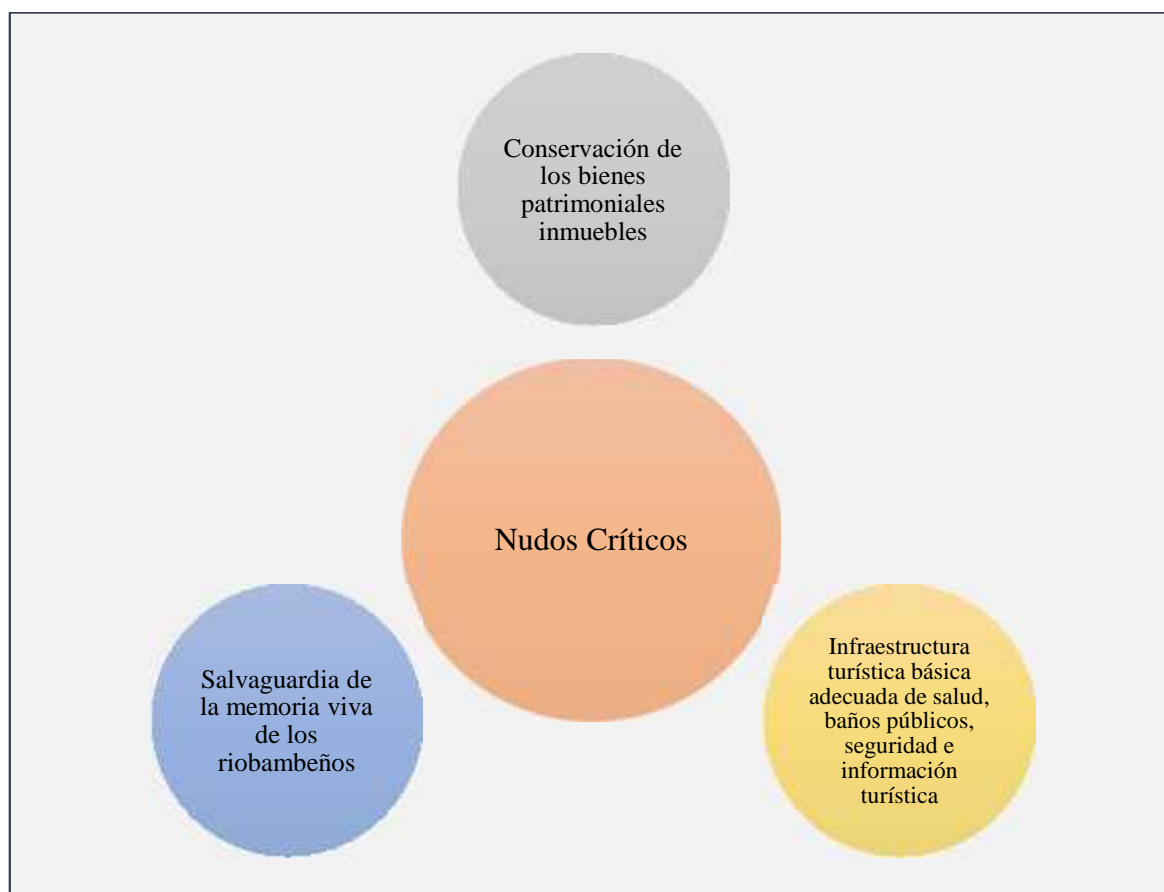 Conservación de
los bienes
patrimoniales
inmuebles
Nudos Críticos
Salvaguardia de
la memoria viva
de los
riobambeños
Infraestructura
turística básica
adecuada de salud,
baños públicos,
seguridad e
información
turística